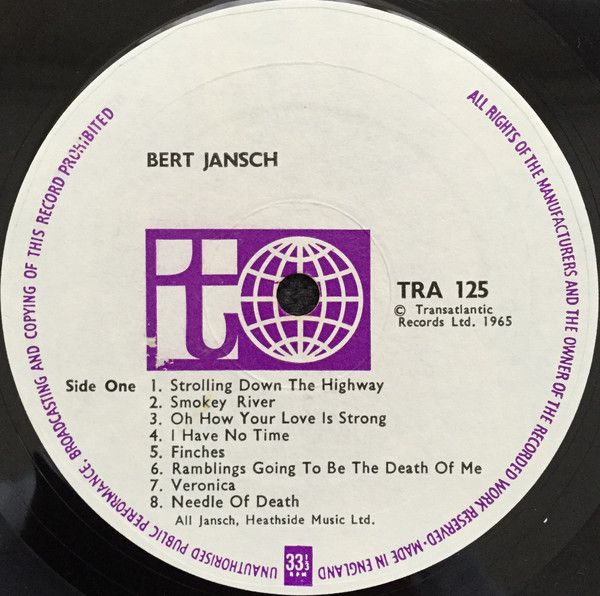 BERT JANSCH
it
TRA 125
© Transatlantic
Records Ltd. 1965
Side One 1. Strolling Down The Highway
2. Smokey River
3. Oh How Your Love Is Strong
4. I Have No Time
5. Finches
6. Ramblings Going To Be The Death Of Me
7. Veronica
8. Needle Of Death
All Jansch, Heathside Music Ltd.
33⅓
RPM
ALL RIGHTS OF THE MANUFACTURERS AND THE OWNER OF THE RECORDED WORK RESERVED · MADE IN ENGLAND
UNAUTHORISED PUBLIC PERFORMANCE, BROADCASTING AND COPYING OF THIS RECORD PROHIBITED